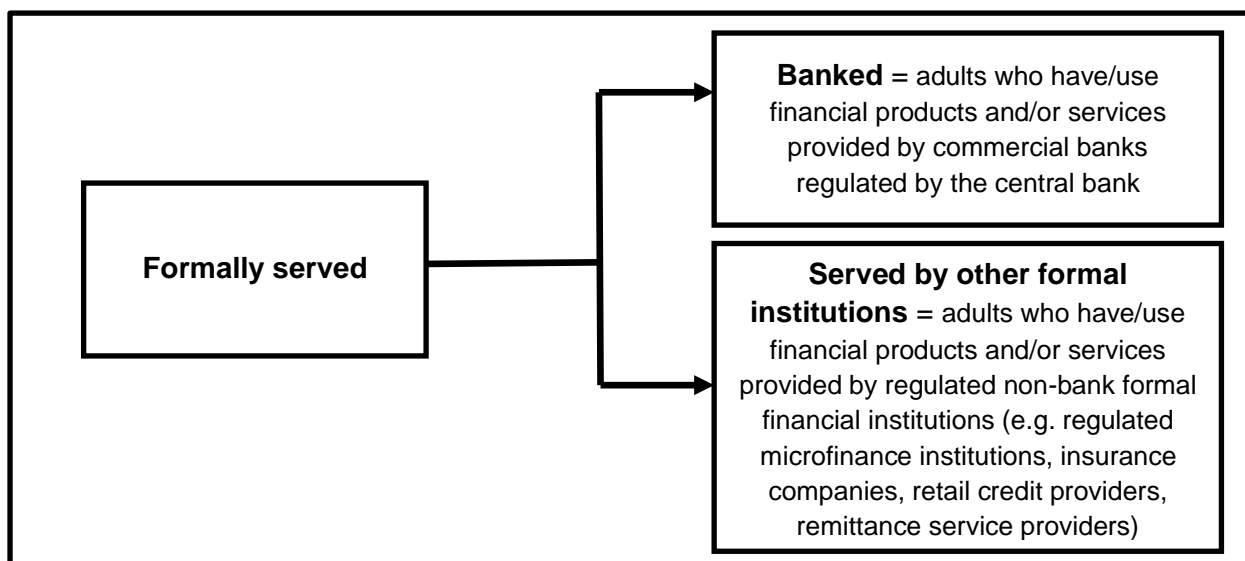 Formally served
Banked = adults who have/use
financial products and/or services
provided by commercial banks
regulated by the central bank
Served by other formal
institutions = adults who have/use
financial products and/or services
provided by regulated non-bank formal
financial institutions (e.g. regulated
microfinance institutions, insurance
companies, retail credit providers,
remittance service providers)